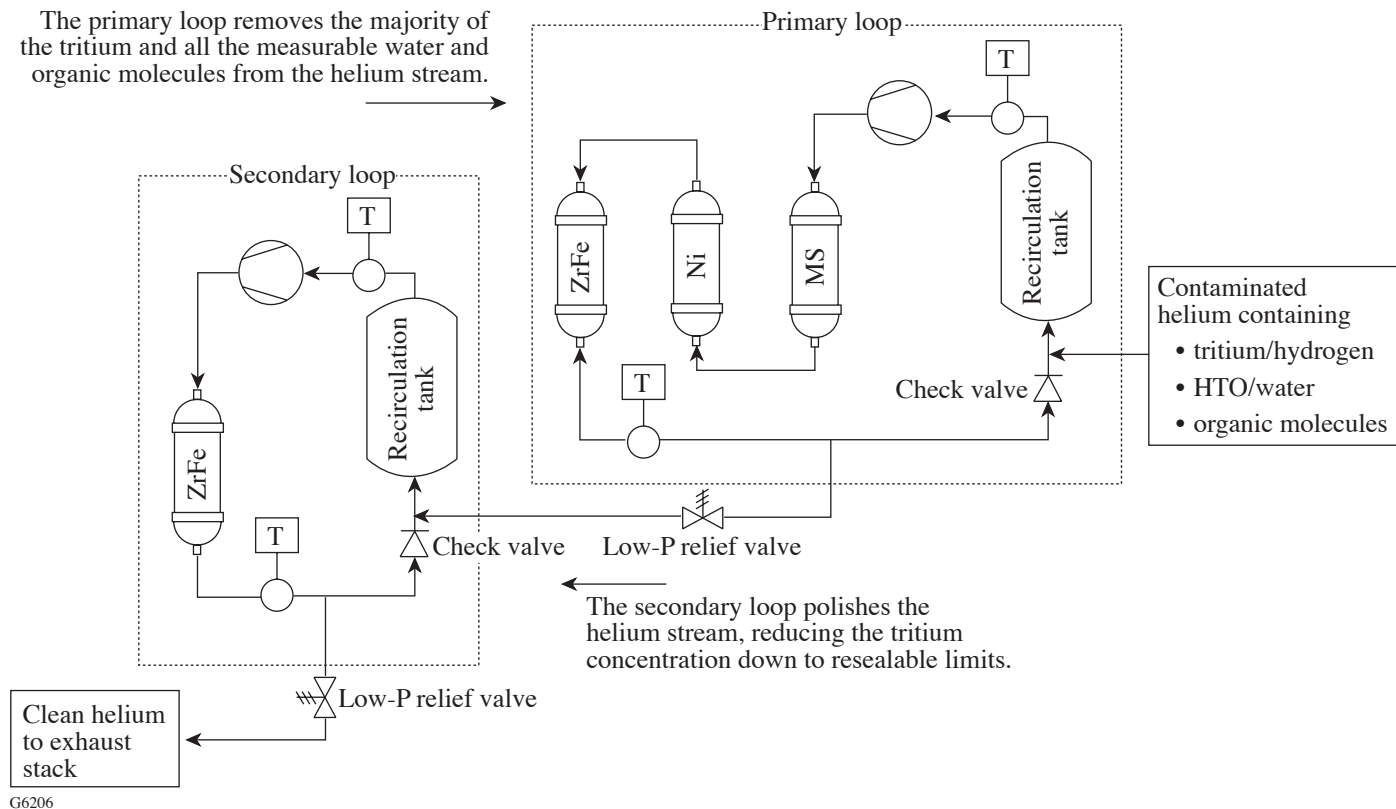 The primary loop removes the majority of
the tritium and all the measurable water and
organic molecules from the helium stream.
Primary loop
T
Recirculation
tank
ZrFe
Ni
MS
T
Check valve
Contaminated
helium containing
• tritium/hydrogen
• HTO/water
• organic molecules
Secondary loop
T
Recirculation
tank
ZrFe
T
Check valve
Low-P relief valve
The secondary loop polishes the
helium stream, reducing the tritium
concentration down to resealable limits.
Low-P relief valve
Clean helium
to exhaust
stack
G6206